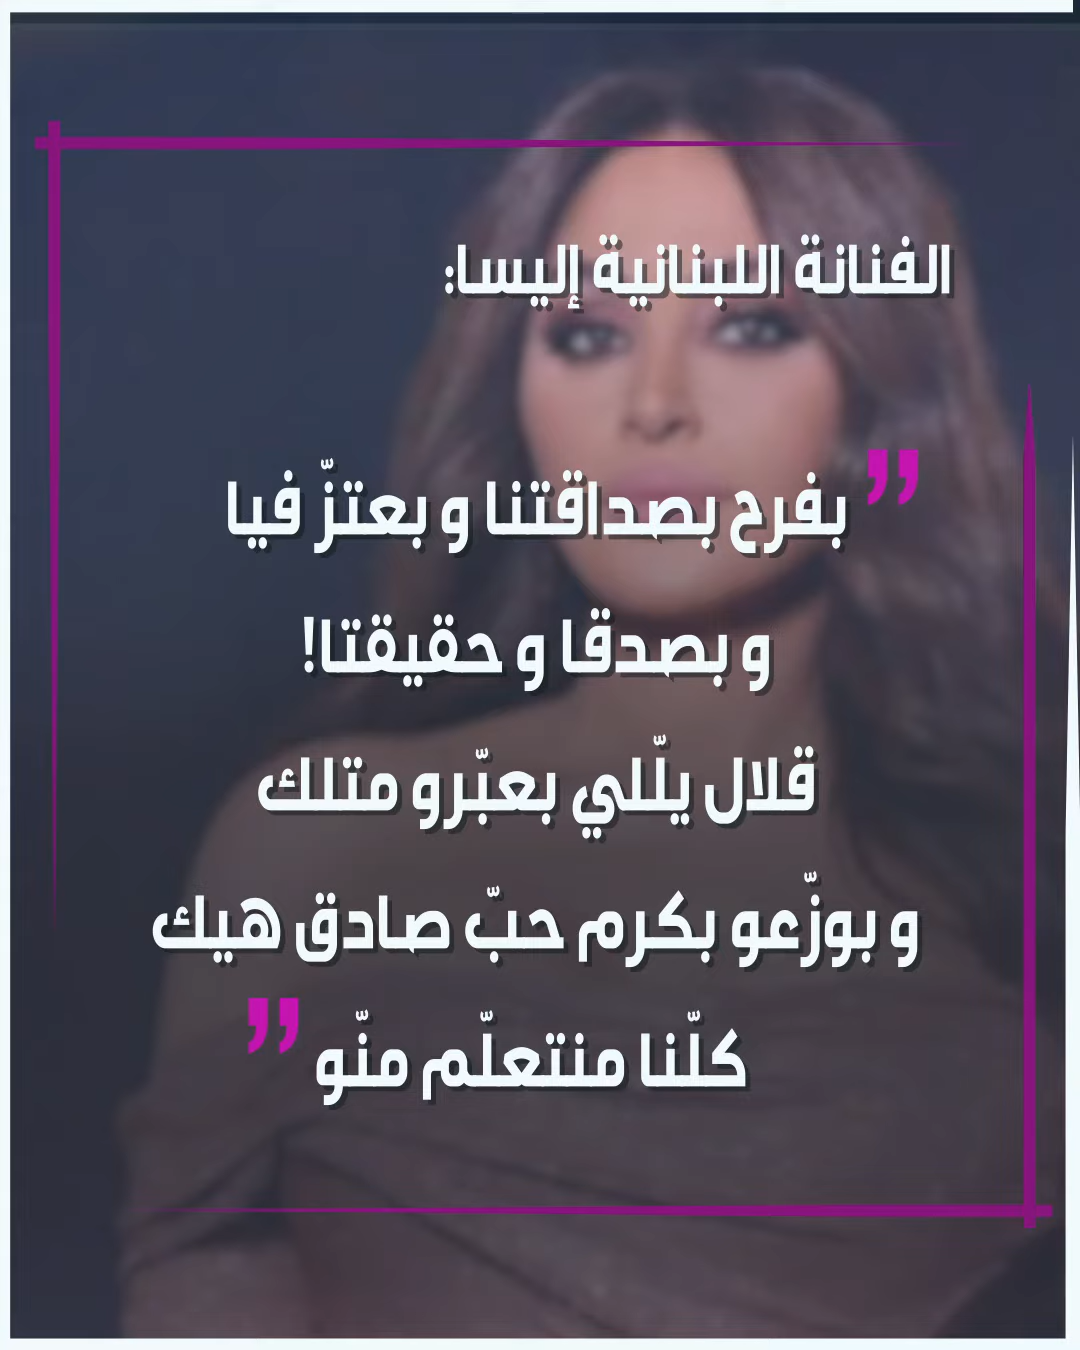 الفنانة اللبنانية إليسا:
” بفرح بصداقتنا و بعتزّ فيا
و بصدقا و حقيقتا!
قلال يلّلي بعبّرو متلك
و بوزّعو بكرم حبّ صادق هيك
كلّنا منتعلّم منّو ”